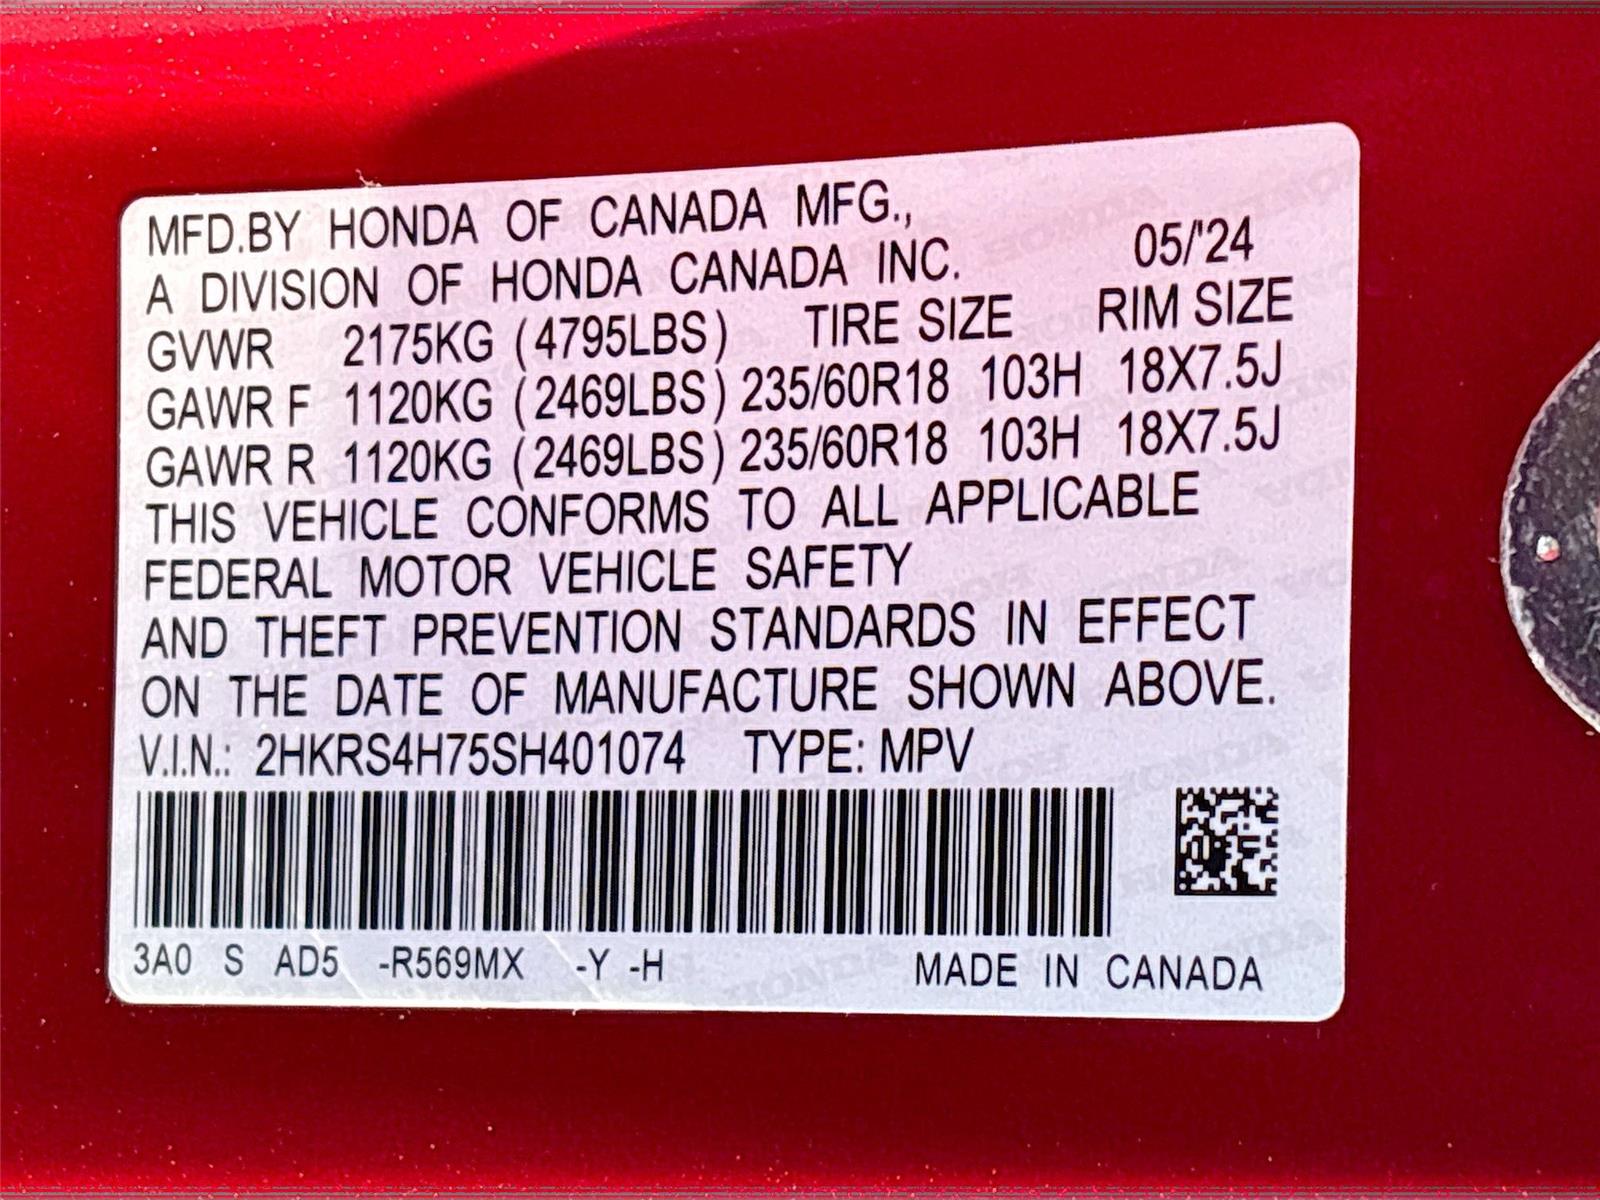 MFD.BY HONDA OF CANADA MFG.,
A DIVISION OF HONDA CANADA INC. 05/'24
GVWR 2175KG (4795LBS) TIRE SIZE RIM SIZE
GAWR F 1120KG (2469LBS) 235/60R18 103H 18X7.5J
GAWR R 1120KG (2469LBS) 235/60R18 103H 18X7.5J
THIS VEHICLE CONFORMS TO ALL APPLICABLE
FEDERAL MOTOR VEHICLE SAFETY
AND THEFT PREVENTION STANDARDS IN EFFECT
ON THE DATE OF MANUFACTURE SHOWN ABOVE.
V.I.N.: 2HKRS4H75SH401074 TYPE: MPV
3A0 S AD5 -R569MX -Y -H MADE IN CANADA